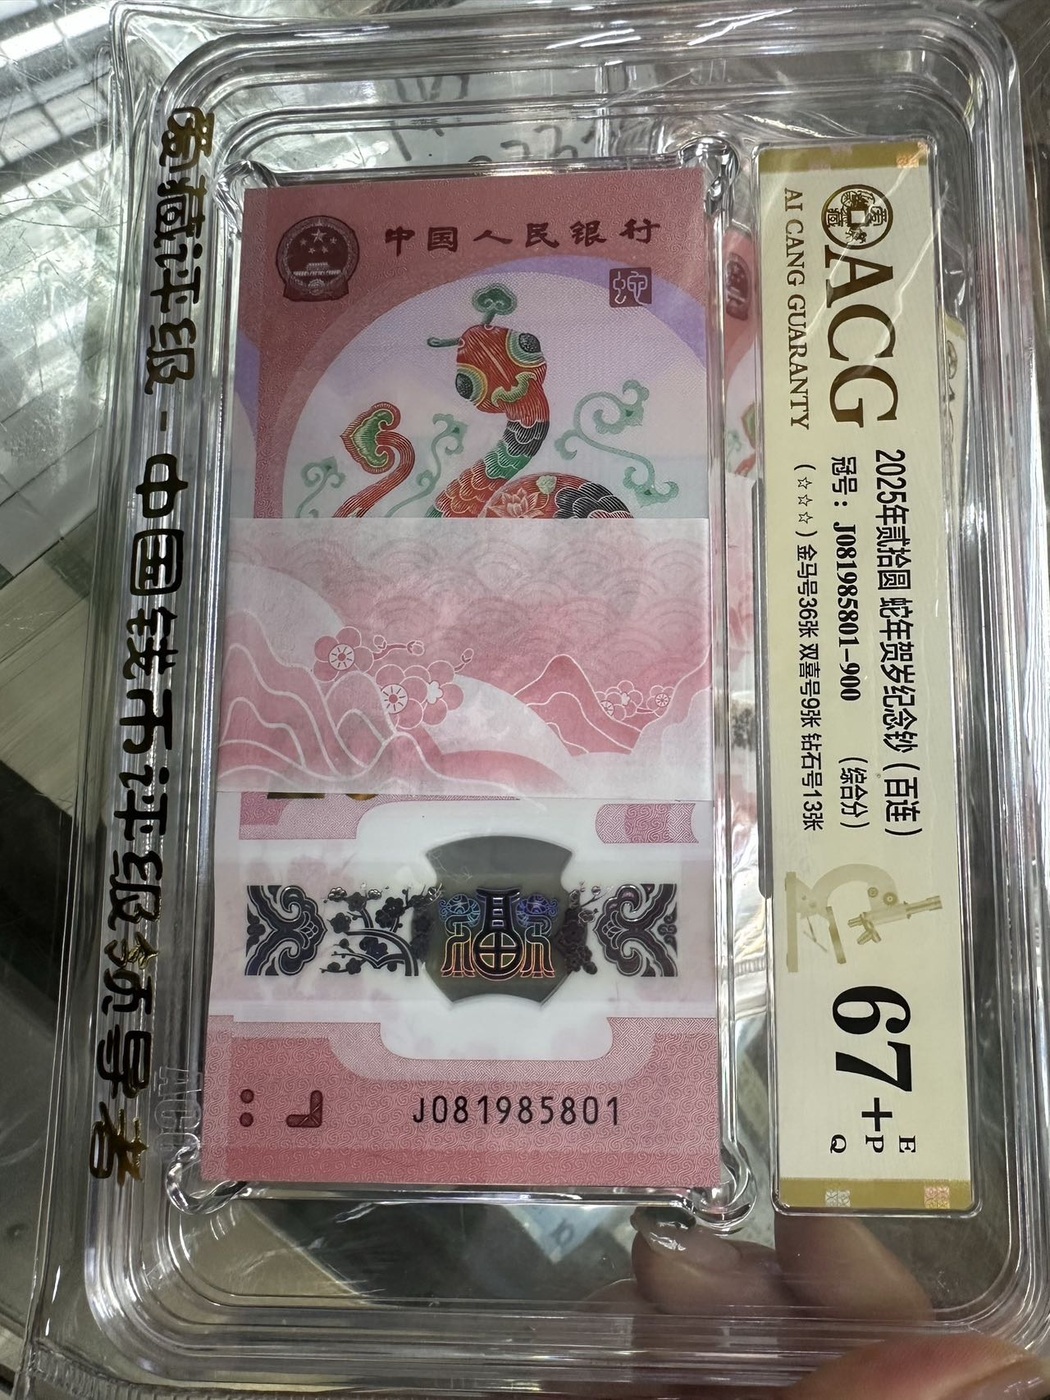 爱藏评级-中国钱币评级领导者
中国人民银行
蛇
J081985801
ACG
AI CANG GUARANTY
2025年贰拾圆 蛇年贺岁纪念钞（百连）
冠号：J081985801-900 （综合分）
（☆☆☆）金马号36张 双喜号9张 钻石号13张
67+
E
P
Q